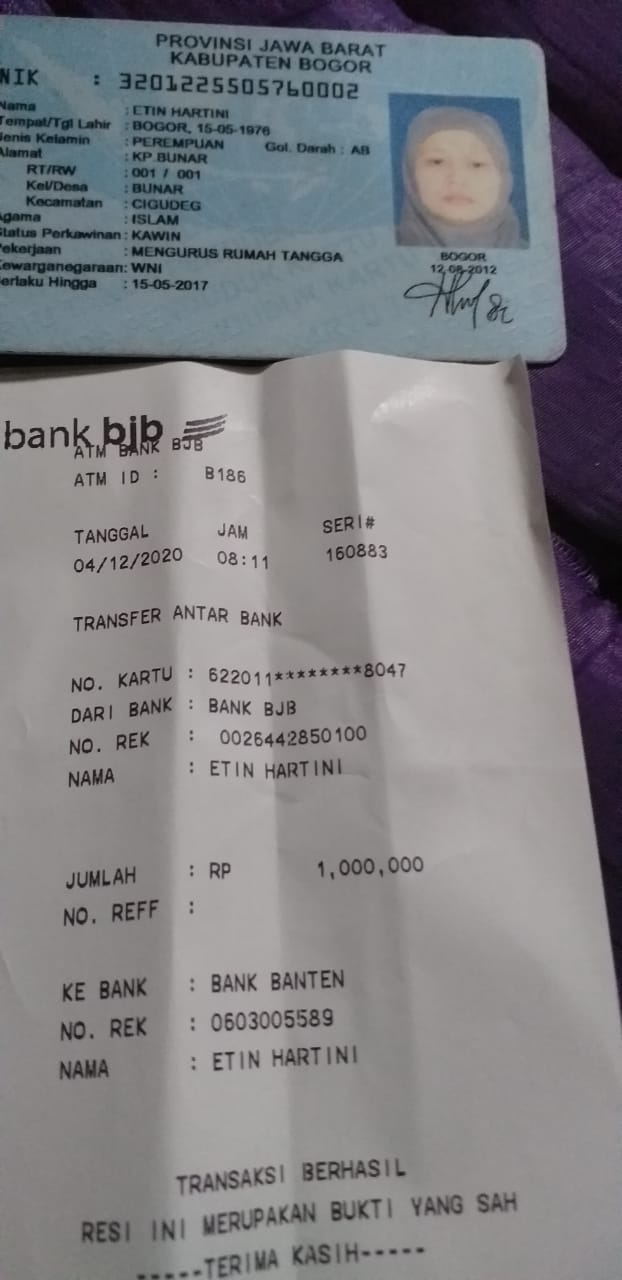 PROVINSI JAWA BARAT
KABUPATEN BOGOR
NIK : 3201225505760002
Nama : ETIN HARTINI
Tempat/Tgl Lahir : BOGOR, 15-05-1976
Jenis Kelamin : PEREMPUAN Gol. Darah : AB
Alamat : KP.BUNAR
RT/RW : 001 / 001
Kel/Desa : BUNAR
Kecamatan : CIGUDEG
Agama : ISLAM
Status Perkawinan : KAWIN
Pekerjaan : MENGURUS RUMAH TANGGA
Kewarganegaraan: WNI
Berlaku Hingga : 15-05-2017
BOGOR
12-08-2012
bank bjb
ATM BANK BJB
ATM ID : B186
TANGGAL JAM SERI#
04/12/2020 08:11 160883
TRANSFER ANTAR BANK
NO. KARTU : 622011********8047
DARI BANK : BANK BJB
NO. REK : 0026442850100
NAMA : ETIN HARTINI
JUMLAH : RP 1,000,000
NO. REFF :
KE BANK : BANK BANTEN
NO. REK : 0603005589
NAMA : ETIN HARTINI
TRANSAKSI BERHASIL
RESI INI MERUPAKAN BUKTI YANG SAH
-----TERIMA KASIH-----